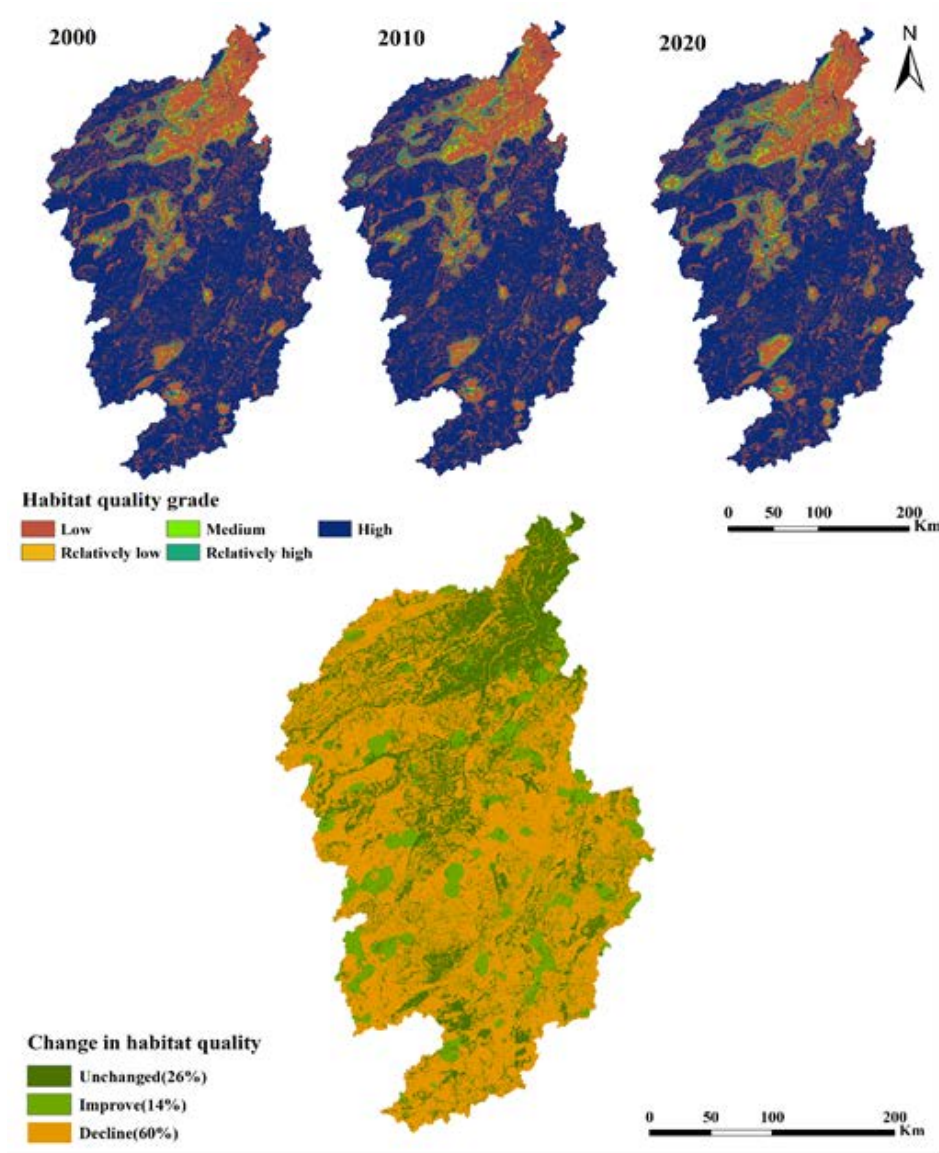 2000
2010
2020
N
Habitat quality grade
Low
Medium
High
Relatively low
Relatively high
0 50 100 200
Km
Change in habitat quality
Unchanged(26%)
Improve(14%)
Decline(60%)
0 50 100 200
Km